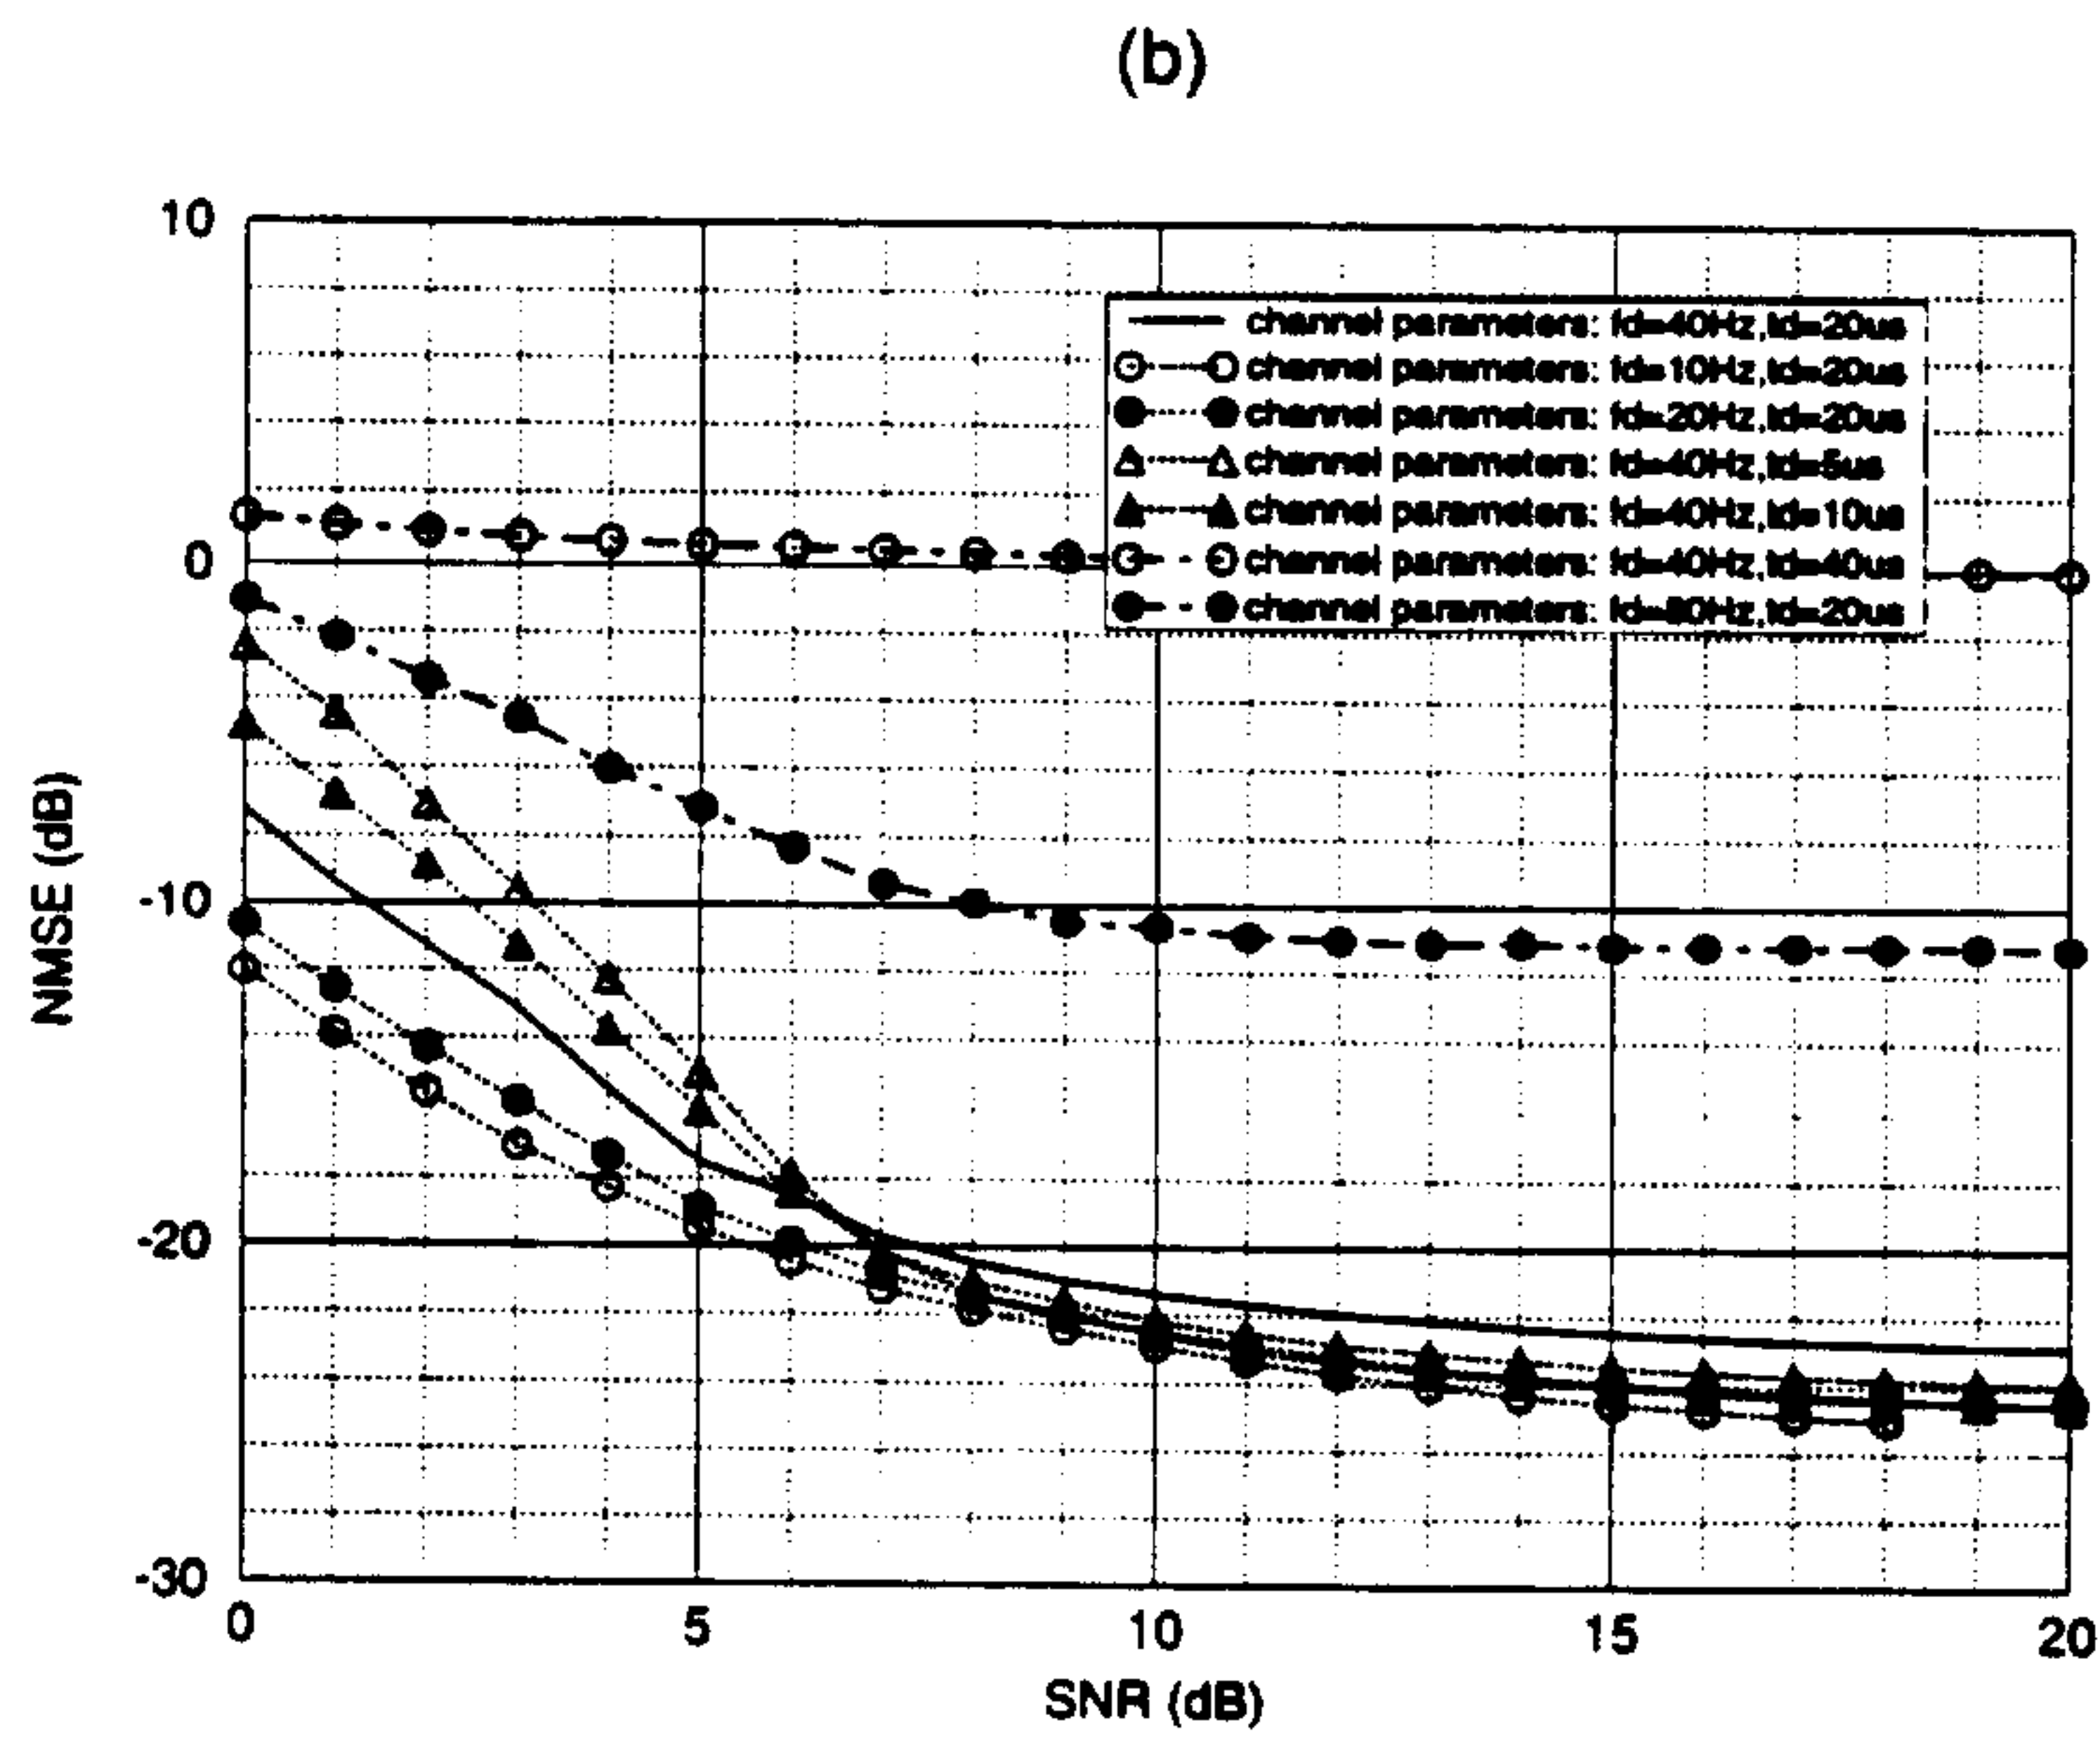 (b)
10
0
-10
-20
-30
NMSE (dB)
channel parameters: fd=40Hz,td=20us
channel parameters: fd=10Hz,td=20us
channel parameters: fd=20Hz,td=20us
channel parameters: fd=40Hz,td=5us
channel parameters: fd=40Hz,td=10us
channel parameters: fd=40Hz,td=40us
channel parameters: fd=80Hz,td=20us
0 5 10 15 20
SNR (dB)